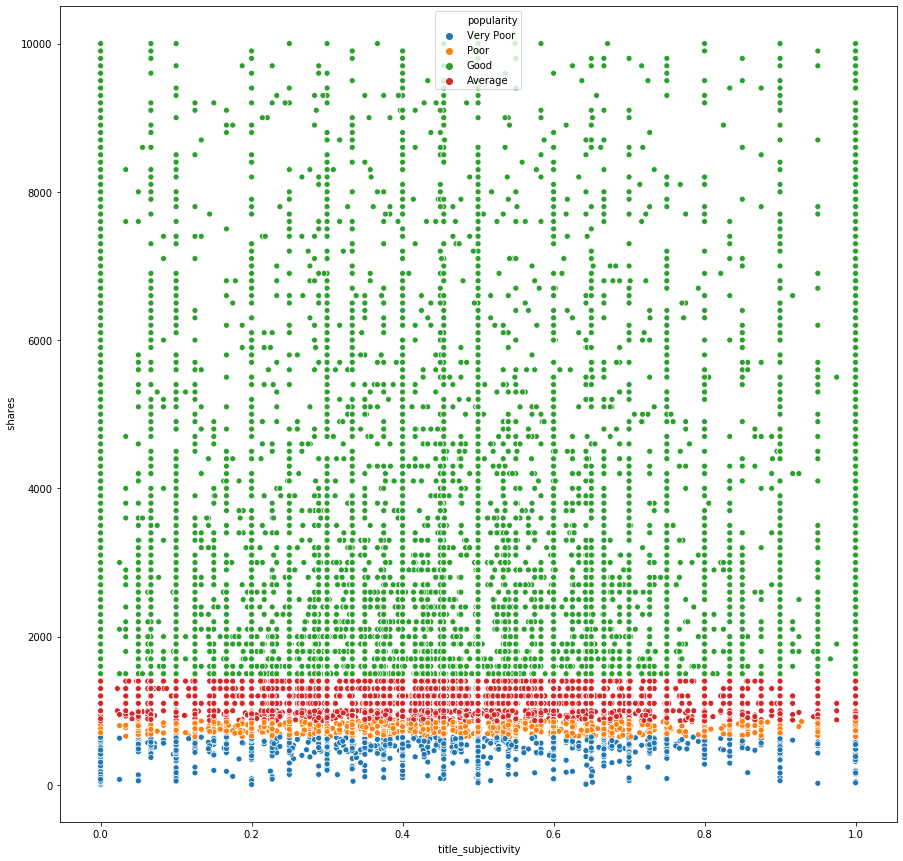 popularity
Very Poor
Poor
Good
Average
10000
8000
6000
4000
2000
0
shares
0.0 0.2 0.4 0.6 0.8 1.0
title_subjectivity